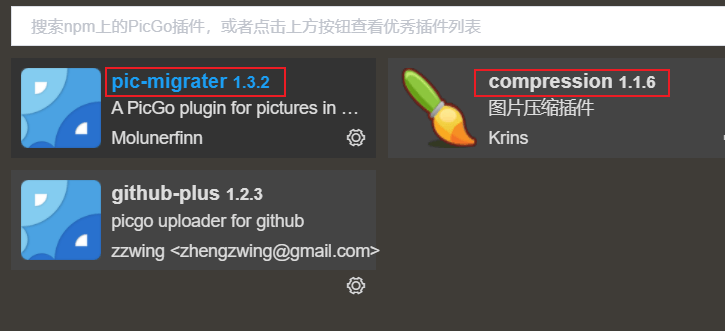 搜索npm上的PicGo插件，或者点击上方按钮查看优秀插件列表
pic-migrater 1.3.2
A PicGo plugin for pictures in ...
Molunerfinn
compression 1.1.6
图片压缩插件
Krins
github-plus 1.2.3
picgo uploader for github
zzwing <zhengzwing@gmail.com>